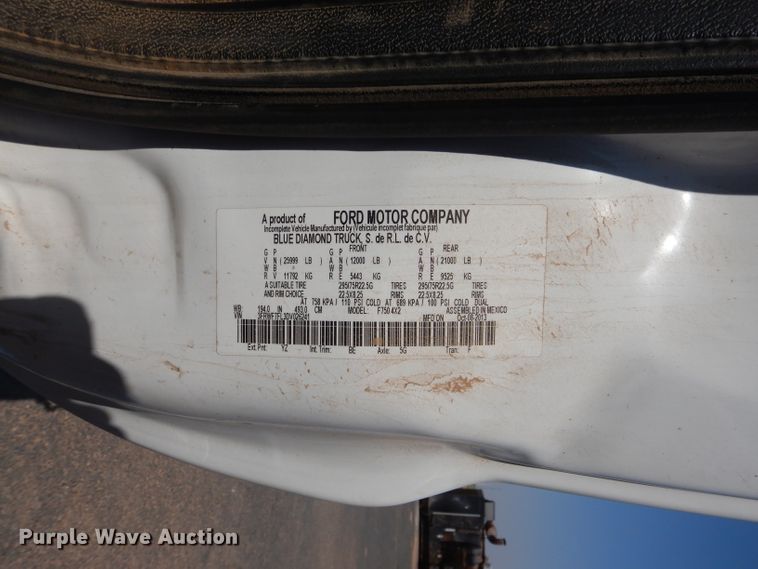 A product of FORD MOTOR COMPANY
Incomplete Vehicle Manufactured by (Vehicule incomplet fabrique par)
BLUE DIAMOND TRUCK, S. de R.L. de C.V.
G P G P FRONT G P REAR
V N (25999 LB ) A N (12000 LB ) A N (21000 LB )
W B W B W B
R V 11792 KG R E 5443 KG R E 9525 KG
A SUITABLE TIRE 295/75R22.5G TIRES 295/75R22.5G TIRES
AND RIM CHOICE 22.5X8.25 RIMS 22.5X8.25 RIMS
AT 758 KPA / 110 PSI COLD AT 689 KPA / 100 PSI COLD DUAL
WB: 194.0 IN 493.0 CM MODEL: F750 4X2 ASSEMBLED IN MEXICO
MFD ON Oct-08-2013
Ext. Pnt: YZ Int. Trim: BE Axle: 5G Tran: F
Purple Wave Auction